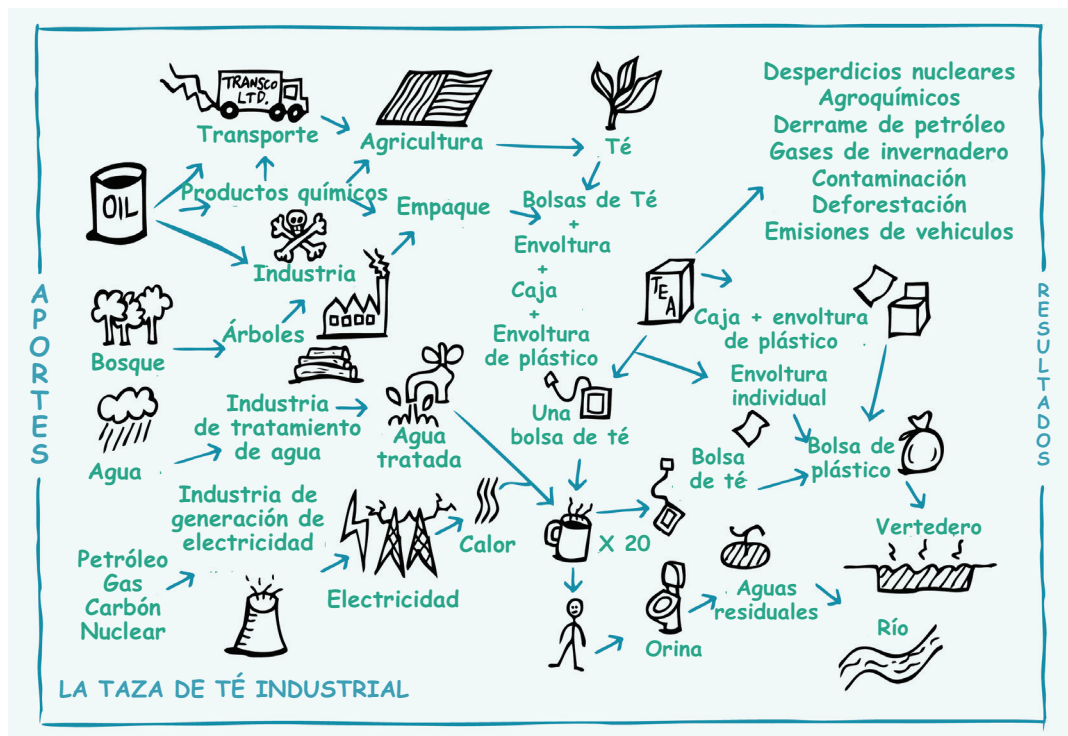 TRANSCO
LTD.
Transporte
Agricultura
Té
Desperdicios nucleares
Agroquímicos
Derrame de petróleo
Gases de invernadero
Contaminación
Deforestación
Emisiones de vehiculos
OIL
Productos químicos
Empaque
Bolsas de Té
+
Envoltura
+
Caja
+
Envoltura
de plástico
Industria
TEA
Caja + envoltura
de plástico
APORTES
RESULTADOS
Bosque
Árboles
Envoltura
individual
Una
bolsa de té
Agua
Industria
de tratamiento
de agua
Agua
tratada
Bolsa
de té
Bolsa de
plástico
Industria de
generación de
electricidad
Petróleo
Gas
Carbón
Nuclear
Electricidad
Calor
X 20
Vertedero
Orina
Aguas
residuales
Río
LA TAZA DE TÉ INDUSTRIAL